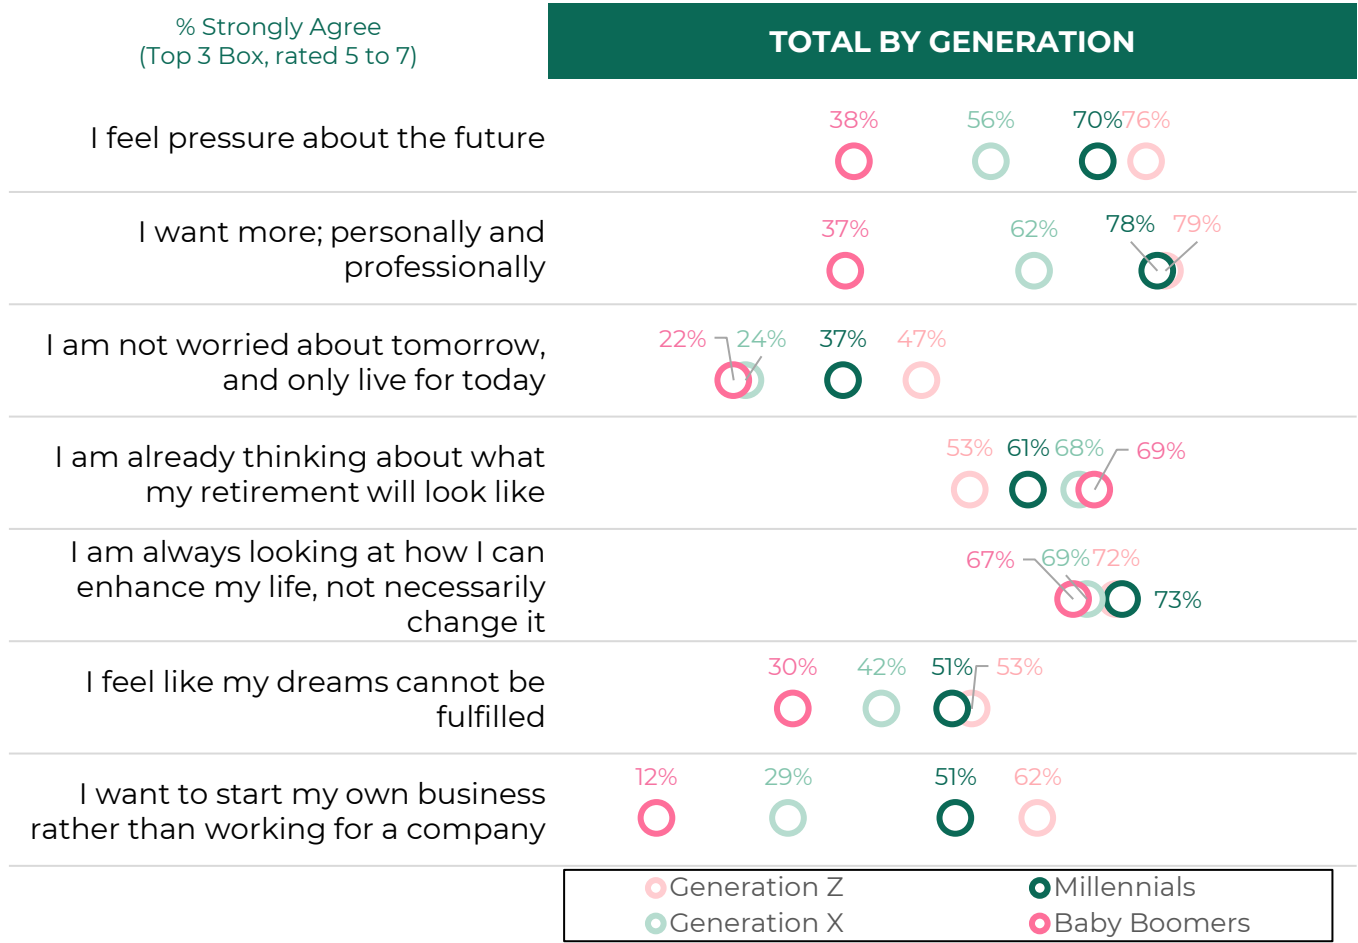 % Strongly Agree
(Top 3 Box, rated 5 to 7)
TOTAL BY GENERATION
I feel pressure about the future
38% 56% 70% 76%
I want more; personally and
professionally
37% 62% 78% 79%
I am not worried about tomorrow,
and only live for today
22% 24% 37% 47%
I am already thinking about what
my retirement will look like
53% 61% 68% 69%
I am always looking at how I can
enhance my life, not necessarily
change it
67% 69% 72% 73%
I feel like my dreams cannot be
fulfilled
30% 42% 51% 53%
I want to start my own business
rather than working for a company
12% 29% 51% 62%
Generation Z Millennials
Generation X Baby Boomers